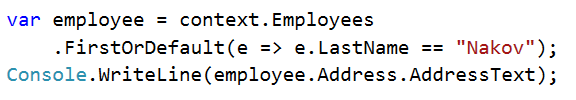 var employee = context.Employees
    .FirstOrDefault(e => e.LastName == "Nakov");
Console.WriteLine(employee.Address.AddressText);